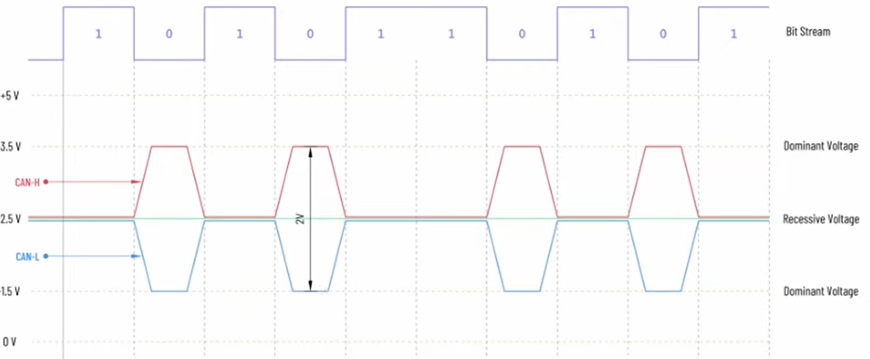 1 0 1 0 1 1 0 1 0 1 Bit Stream
+5 V
3.5 V Dominant Voltage
CAN-H
2.5 V 2V Recessive Voltage
CAN-L
1.5 V Dominant Voltage
0 V